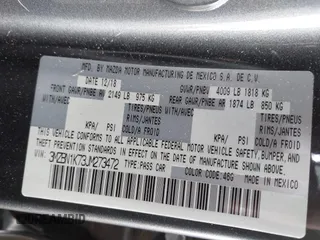 MFD. BY MAZDA MOTOR MANUFACTURING DE MEXICO S.A. DE C.V.
DATE 12/18 GVWR/PNBV 4009 LB 1818 KG
FRONT GAWR/PNBE AV 2149 LB 975 KG REAR GAWR/PNBE AR 1874 LB 850 KG
WITH/AVEC TIRES/PNEUS WITH/AVEC TIRES/PNEUS
RIMS/JANTES RIMS/JANTES
KPA/ PSI COLD/A FROID KPA/ PSI COLD/A FROID
THIS VEHICLE CONFORMS TO ALL APPLICABLE FEDERAL MOTOR VEHICLE SAFETY, BUMPER, AND
THEFT PREVENTION STANDARDS IN EFFECT ON THE DATE OF MANUFACTURE
SHOWN ABOVE.
3MZBN1K73JM273472 TYPE PASS CAR
COLOR CODE: 46G MADE IN MEXICO